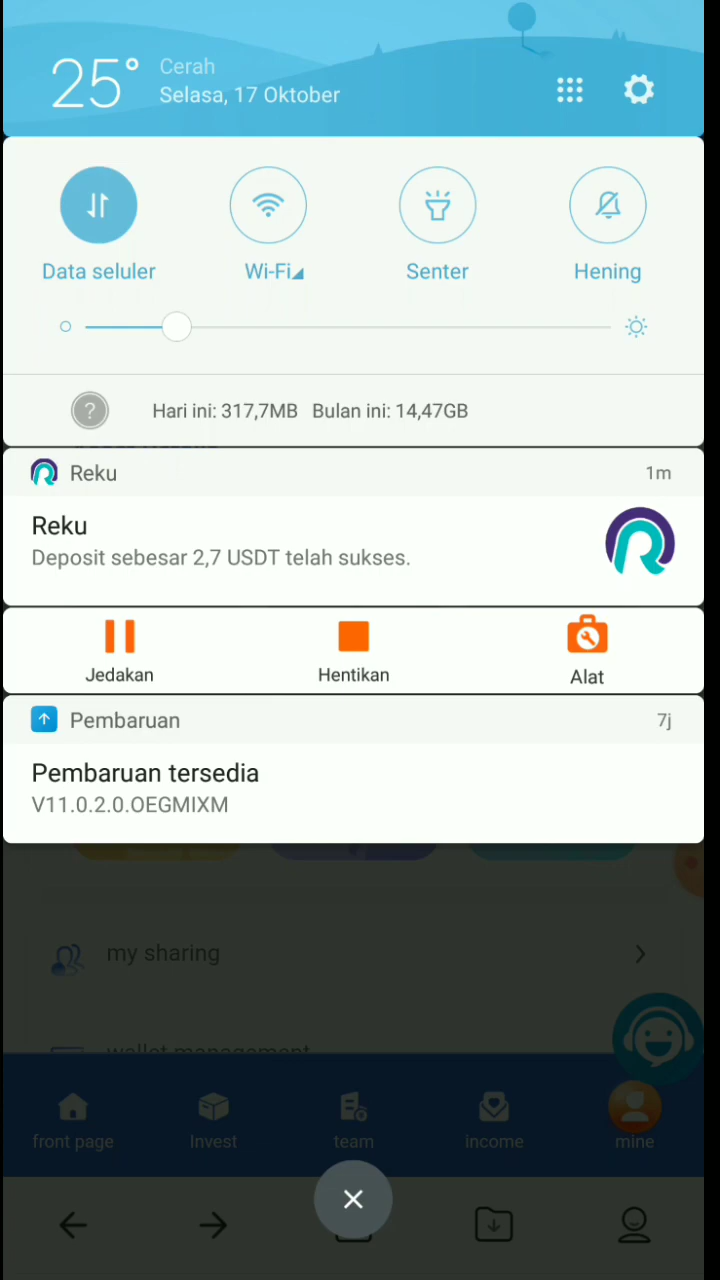 25°
Cerah
Selasa, 17 Oktober
Data seluler
Wi-Fi
Senter
Hening
?
Hari ini: 317,7MB Bulan ini: 14,47GB
Reku
1m
Reku
Deposit sebesar 2,7 USDT telah sukses.
Jedakan
Hentikan
Alat
Pembaruan
7j
Pembaruan tersedia
V11.0.2.0.OEGMIXM
my sharing
wallet management
front page
Invest
team
income
mine